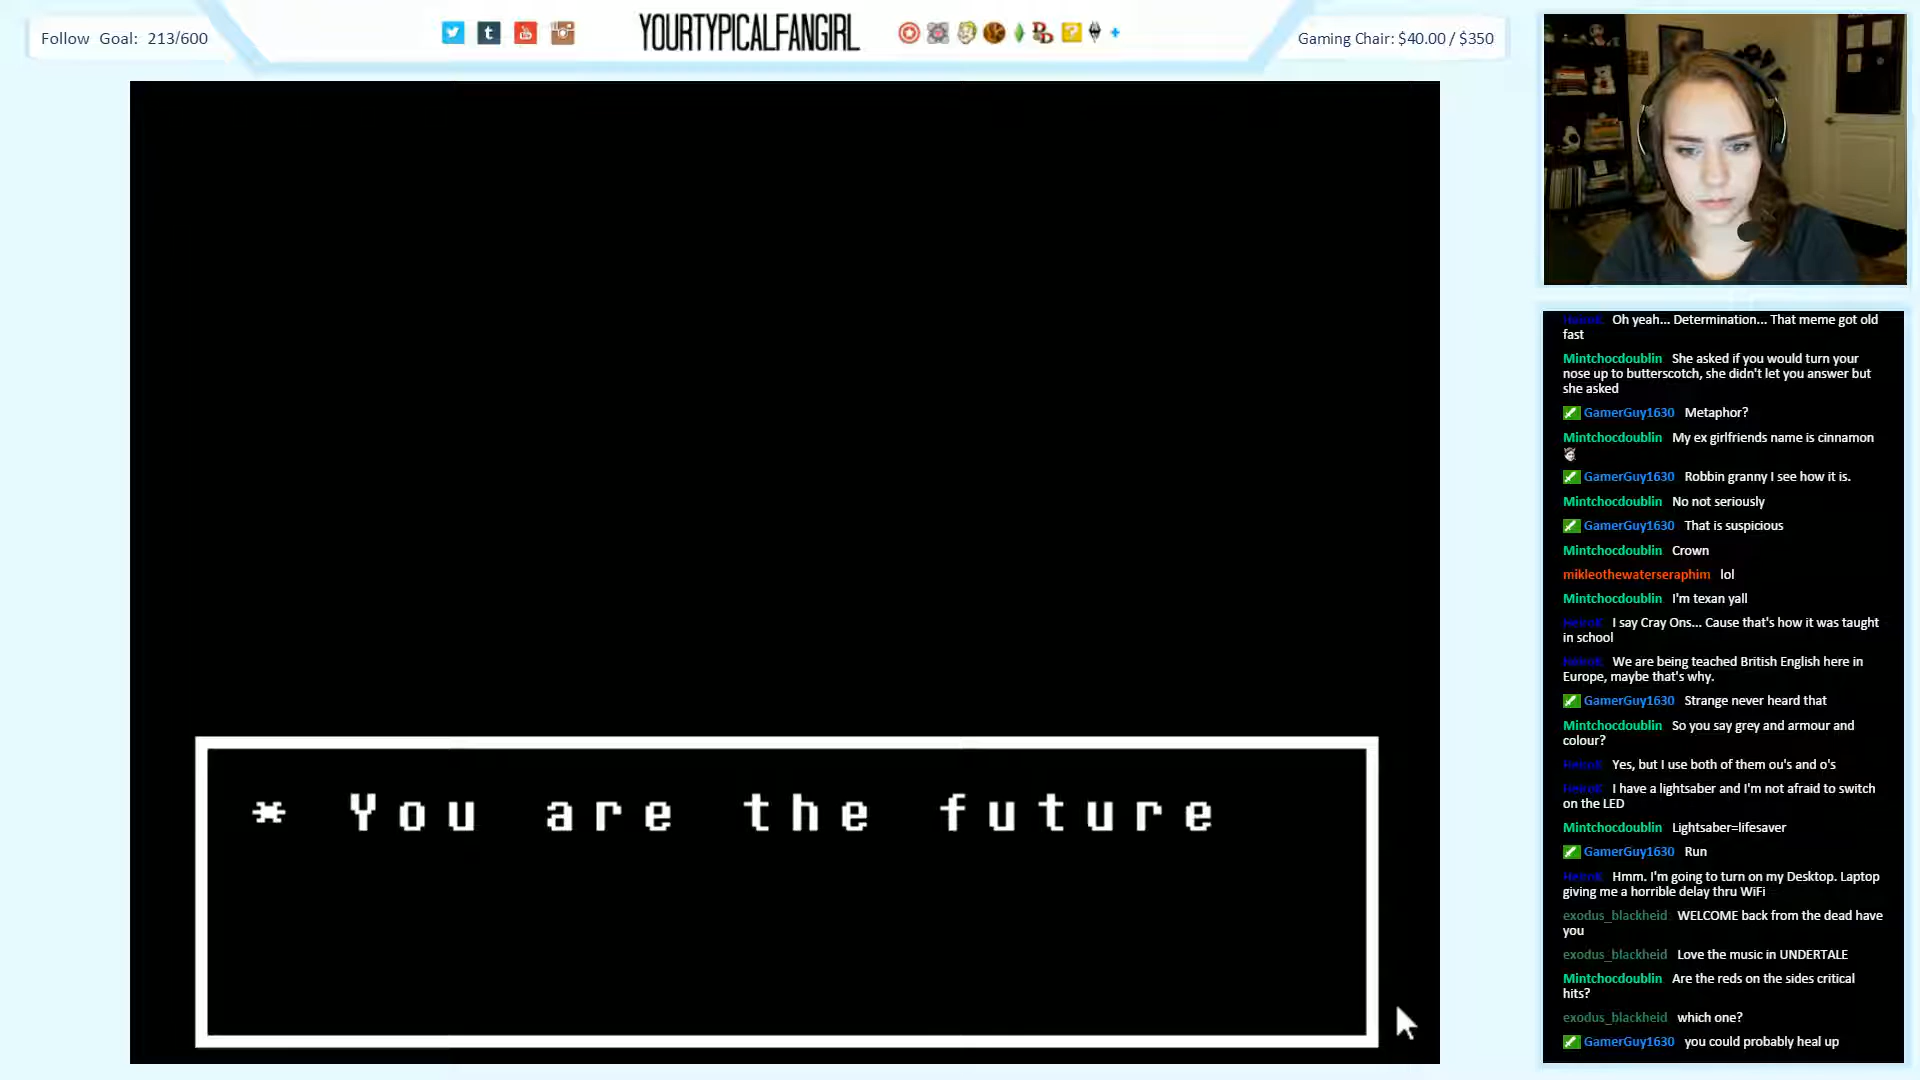 Follow Goal: 213/600
YOURTYPICALFANGIRL
Gaming Chair: $40.00 / $350
* You are the future
Oh yeah... Determination... That meme got old
fast
Mintchocdoublin She asked if you would turn your
nose up to butterscotch, she didn't let you answer but
she asked
GamerGuy1630 Metaphor?
Mintchocdoublin My ex girlfriends name is cinnamon
GamerGuy1630 Robbin granny I see how it is.
Mintchocdoublin No not seriously
GamerGuy1630 That is suspicious
Mintchocdoublin Crown
mikleothewaterseraphim lol
Mintchocdoublin I'm texan yall
I say Cray Ons... Cause that's how it was taught
in school
We are being teached British English here in
Europe, maybe that's why.
GamerGuy1630 Strange never heard that
Mintchocdoublin So you say grey and armour and
colour?
Yes, but I use both of them ou's and o's
I have a lightsaber and I'm not afraid to switch
on the LED
Mintchocdoublin Lightsaber=lifesaver
GamerGuy1630 Run
Hmm. I'm going to turn on my Desktop. Laptop
giving me a horrible delay thru WiFi
exodus_blackheid WELCOME back from the dead have
you
exodus_blackheid Love the music in UNDERTALE
Mintchocdoublin Are the reds on the sides critical
hits?
exodus_blackheid which one?
GamerGuy1630 you could probably heal up